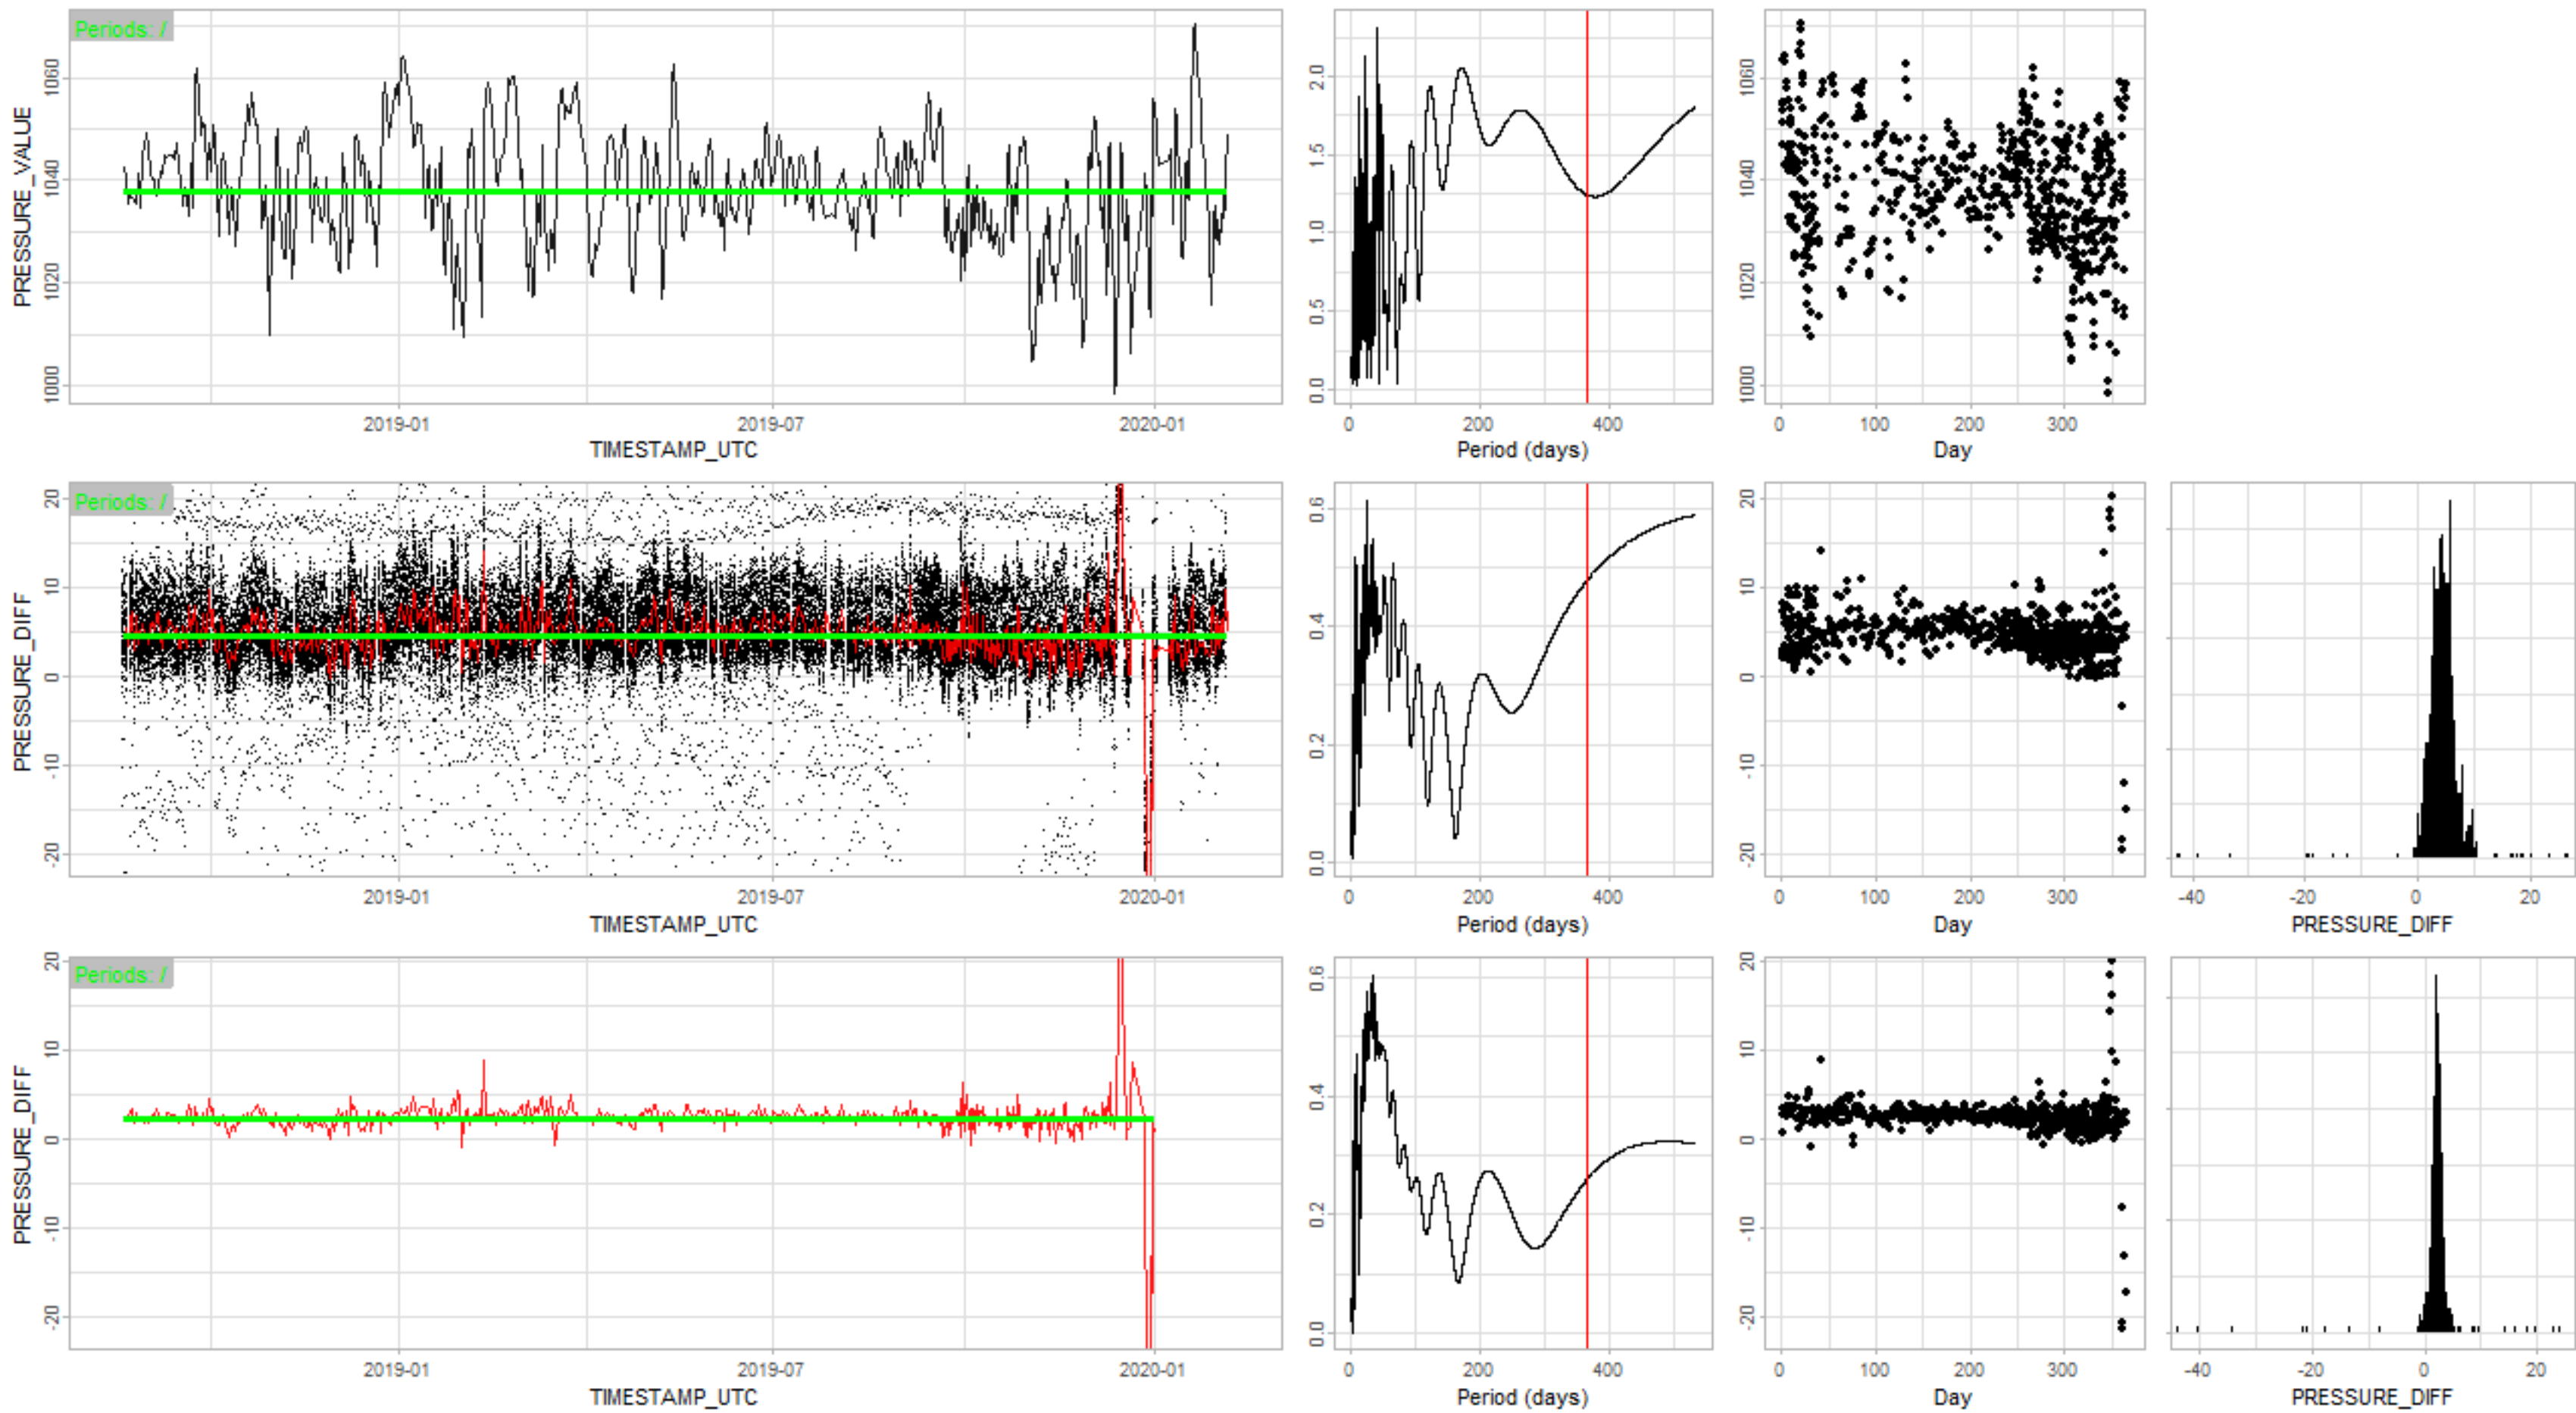 Periods: /
PRESSURE_VALUE
1000 1020 1040 1060
2019-01 2019-07 2020-01
TIMESTAMP_UTC
0.0 0.5 1.0 1.5 2.0
0 200 400
Period (days)
1000 1020 1040 1060
0 100 200 300
Day
Periods: /
PRESSURE_DIFF
-20 -10 0 10 20
2019-01 2019-07 2020-01
TIMESTAMP_UTC
0.0 0.2 0.4 0.6
0 200 400
Period (days)
-20 -10 0 10 20
0 100 200 300
Day
-40 -20 0 20
PRESSURE_DIFF
Periods: /
PRESSURE_DIFF
-20 -10 0 10 20
2019-01 2019-07 2020-01
TIMESTAMP_UTC
0.0 0.2 0.4 0.6
0 200 400
Period (days)
-20 -10 0 10 20
0 100 200 300
Day
-40 -20 0 20
PRESSURE_DIFF